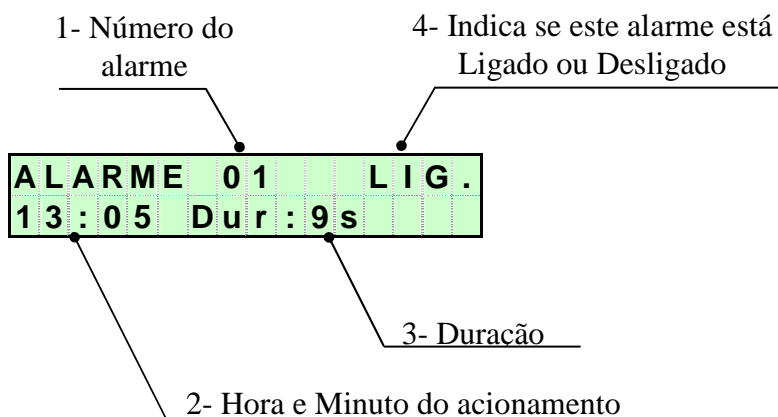 1- Número do
alarme
4- Indica se este alarme está
Ligado ou Desligado
ALARME 01 LIG.
13:05 Dur:9s
3- Duração
2- Hora e Minuto do acionamento